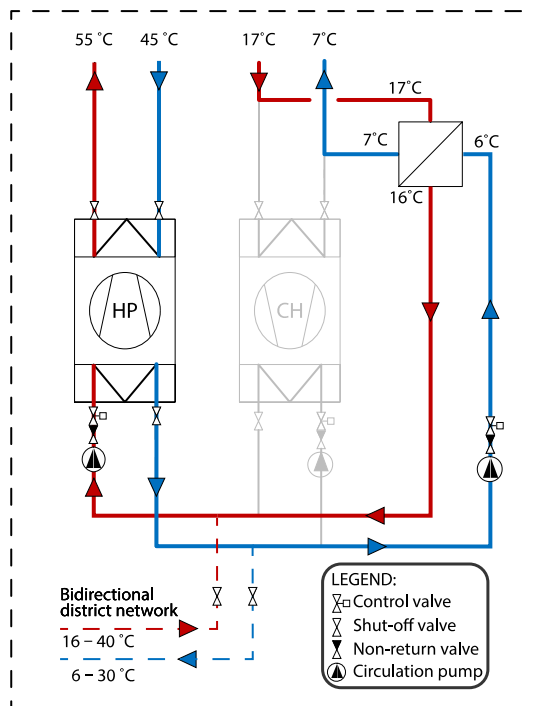 55 °C 45 °C 17°C 7°C
17°C
7°C 6°C
16°C
HP CH
Bidirectional
district network
16 – 40 °C
6 – 30 °C
LEGEND:
Control valve
Shut-off valve
Non-return valve
Circulation pump